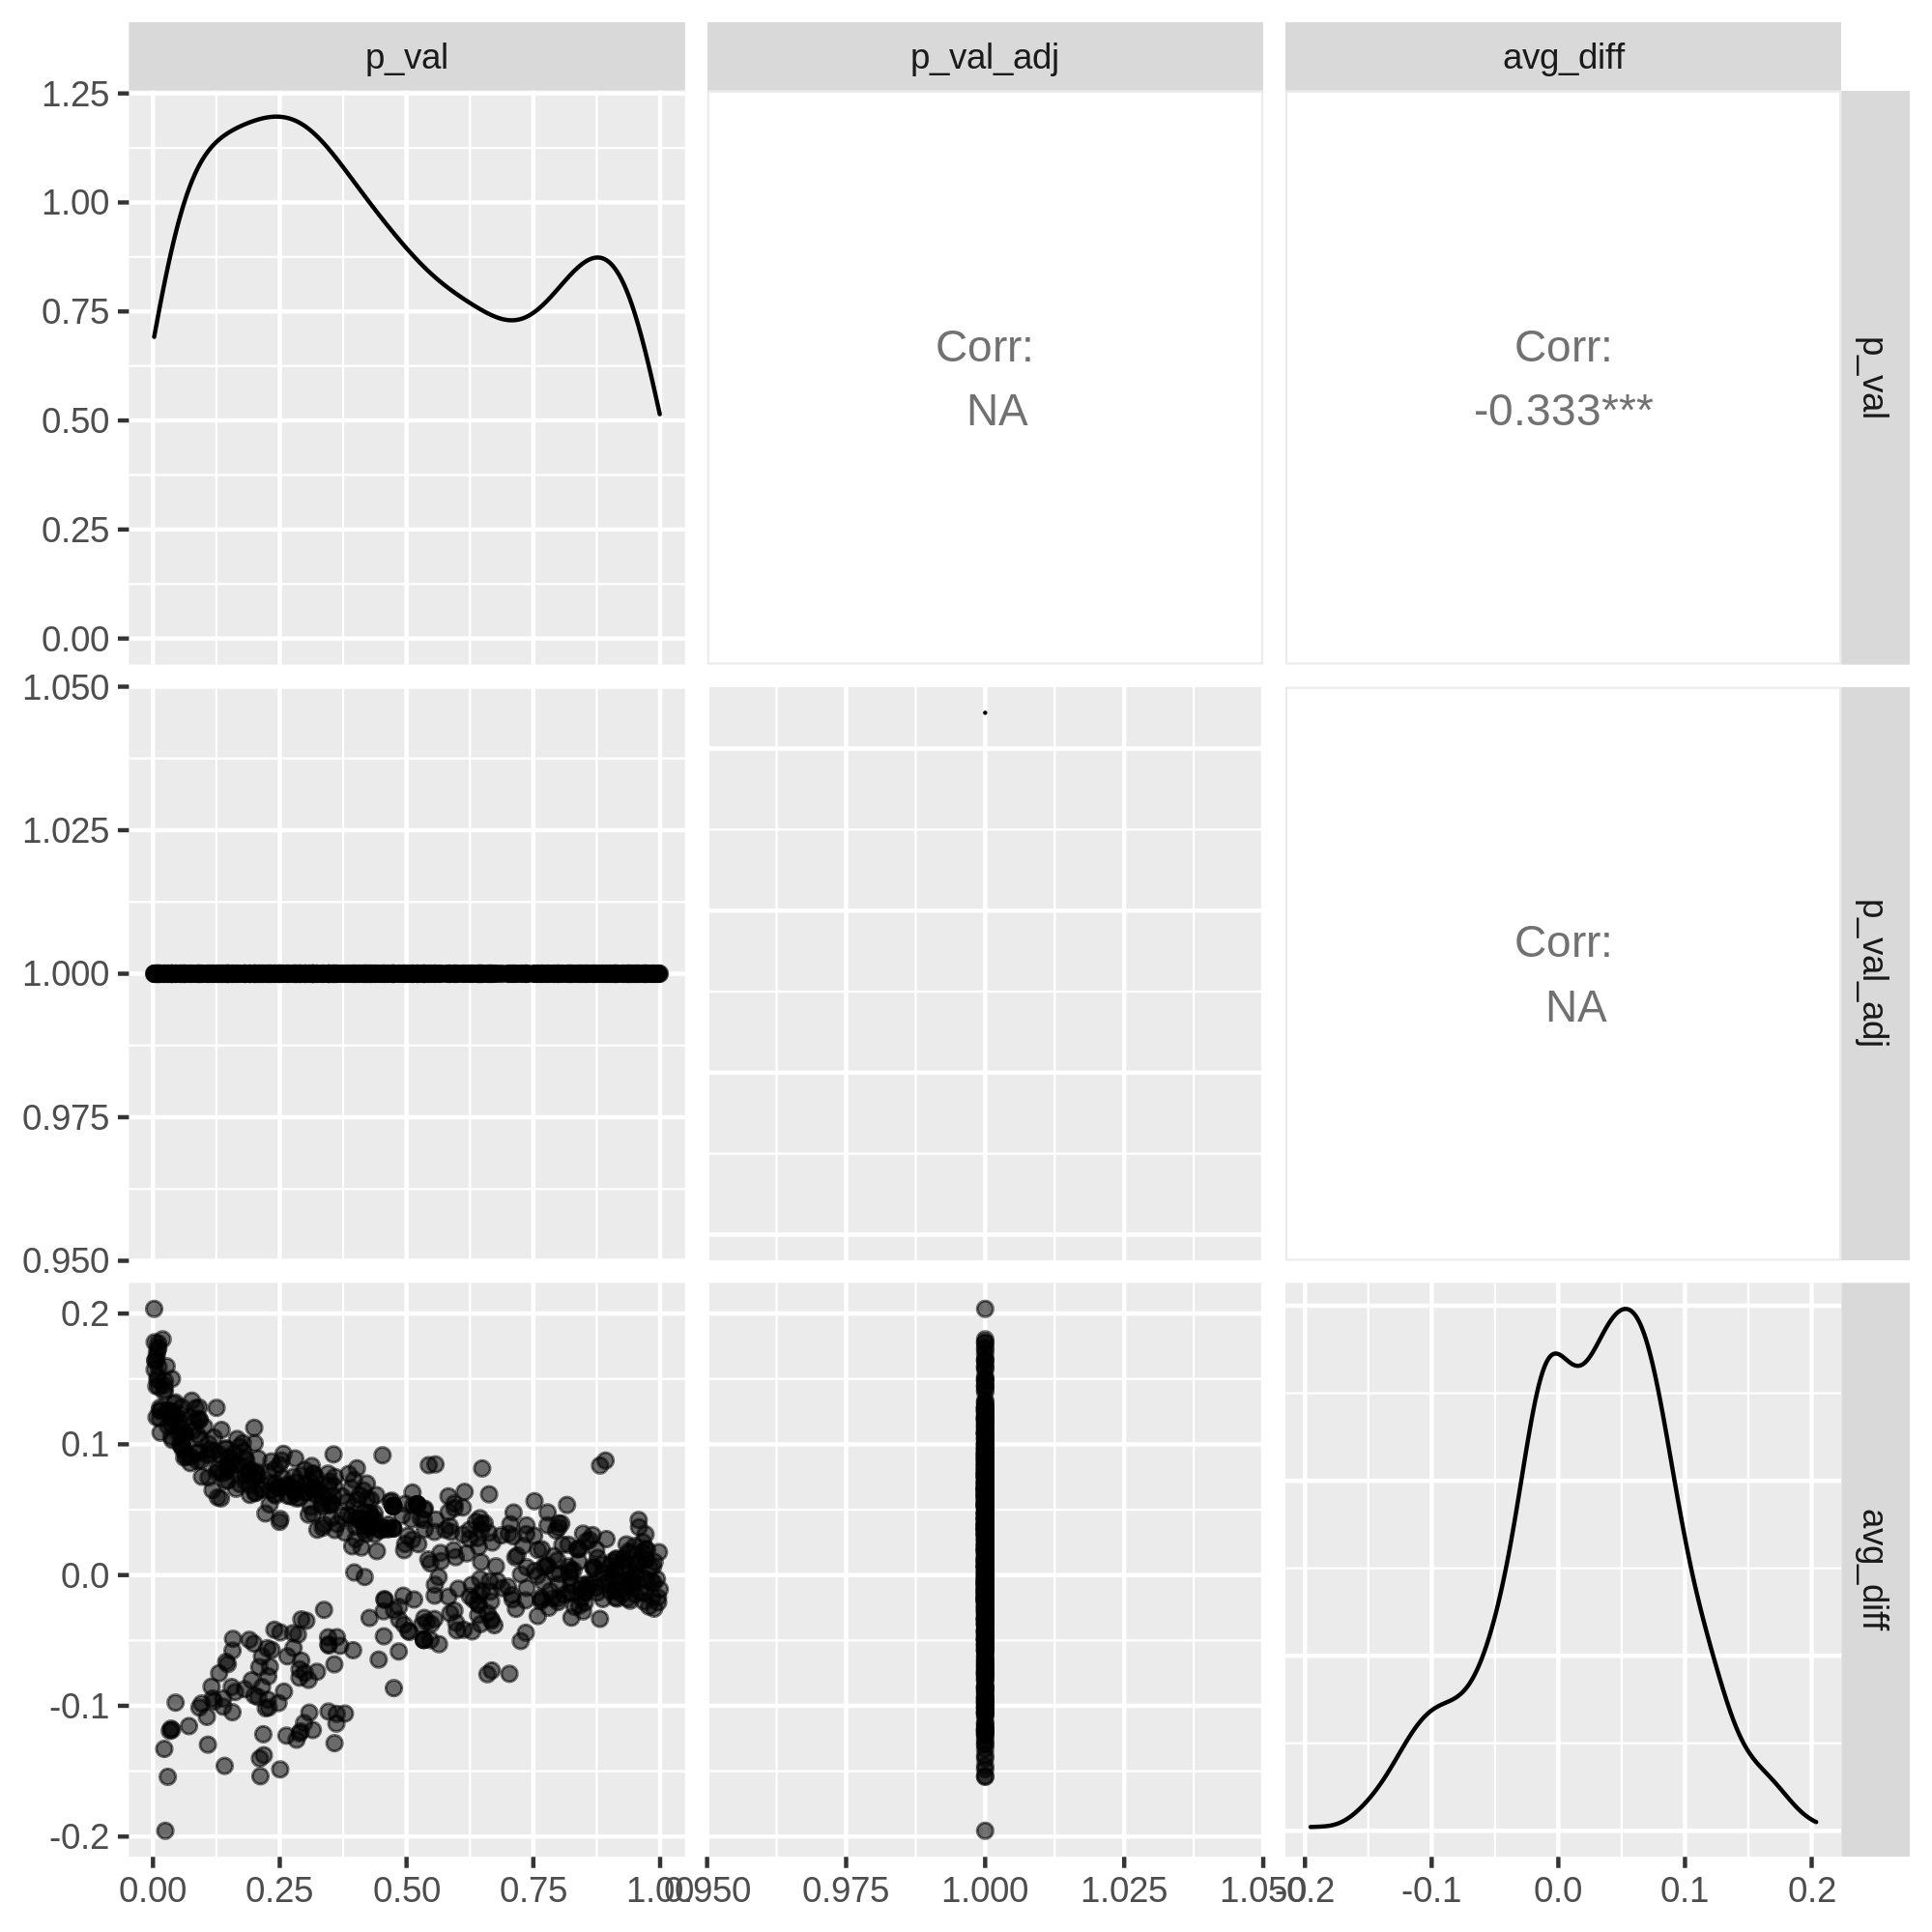 p_val
p_val_adj
avg_diff
1.25
1.00
0.75
0.50
0.25
0.00
Corr:
NA
Corr:
-0.333***
p_val
1.050
1.025
1.000
0.975
0.950
Corr:
NA
p_val_adj
0.2
0.1
0.0
-0.1
-0.2
avg_diff
0.00 0.25 0.50 0.75 1.00
0.950 0.975 1.000 1.025 1.050
-0.2 -0.1 0.0 0.1 0.2